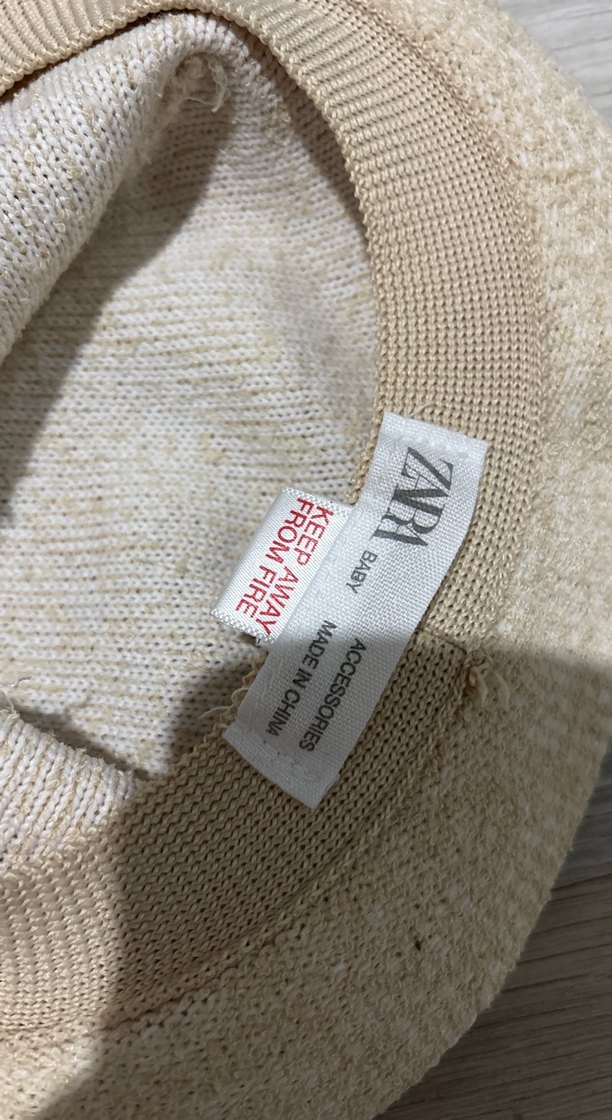 ZARA
BABY
ACCESSORIES
MADE IN CHINA
KEEP AWAY
FROM FIRE